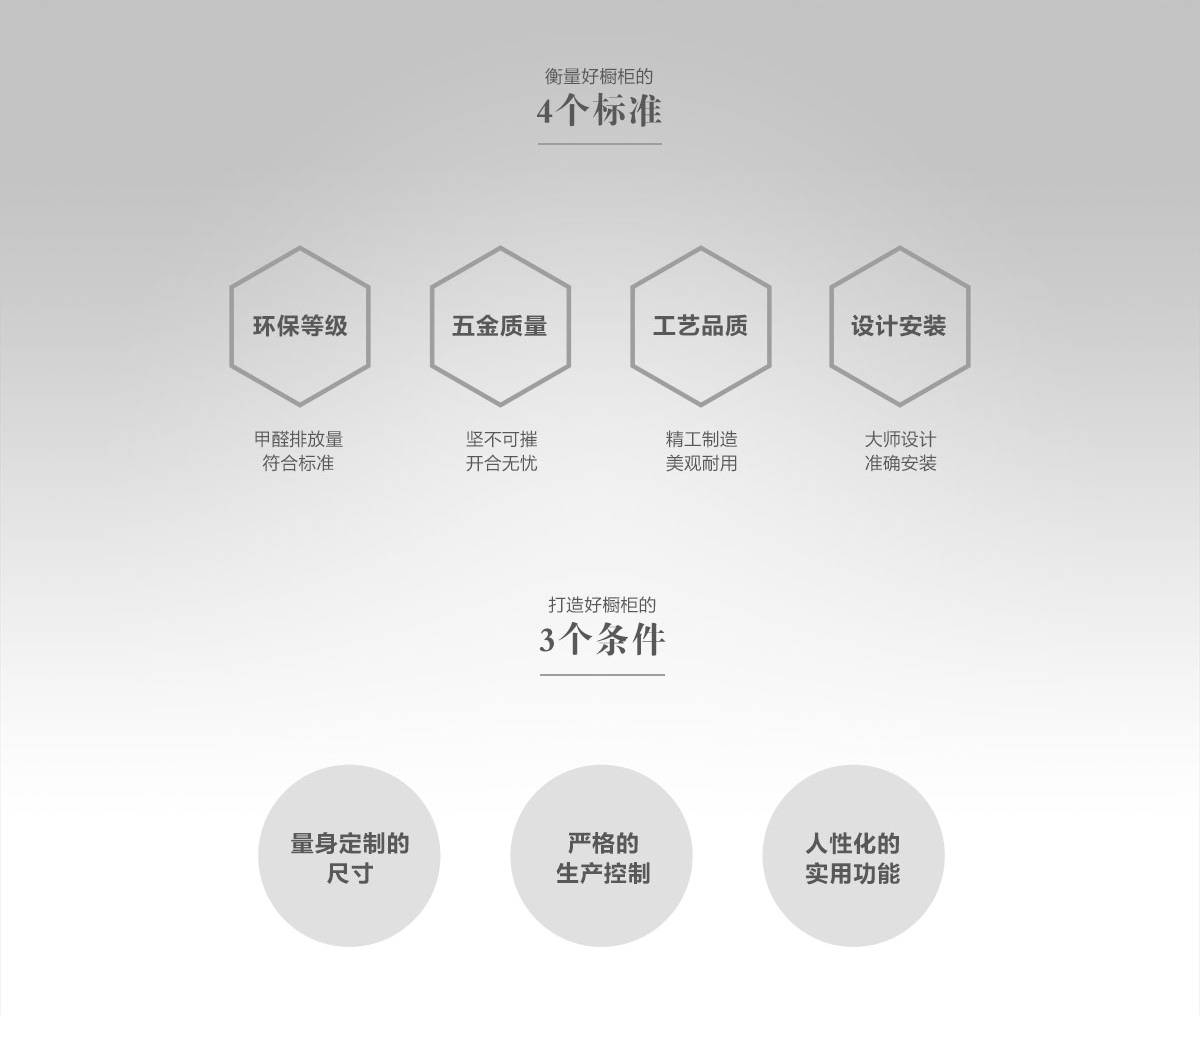 衡量好橱柜的
4个标准
环保等级
五金质量
工艺品质
设计安装
甲醛排放量
符合标准
坚不可摧
开合无忧
精工制造
美观耐用
大师设计
准确安装
打造好橱柜的
3个条件
量身定制的
尺寸
严格的
生产控制
人性化的
实用功能